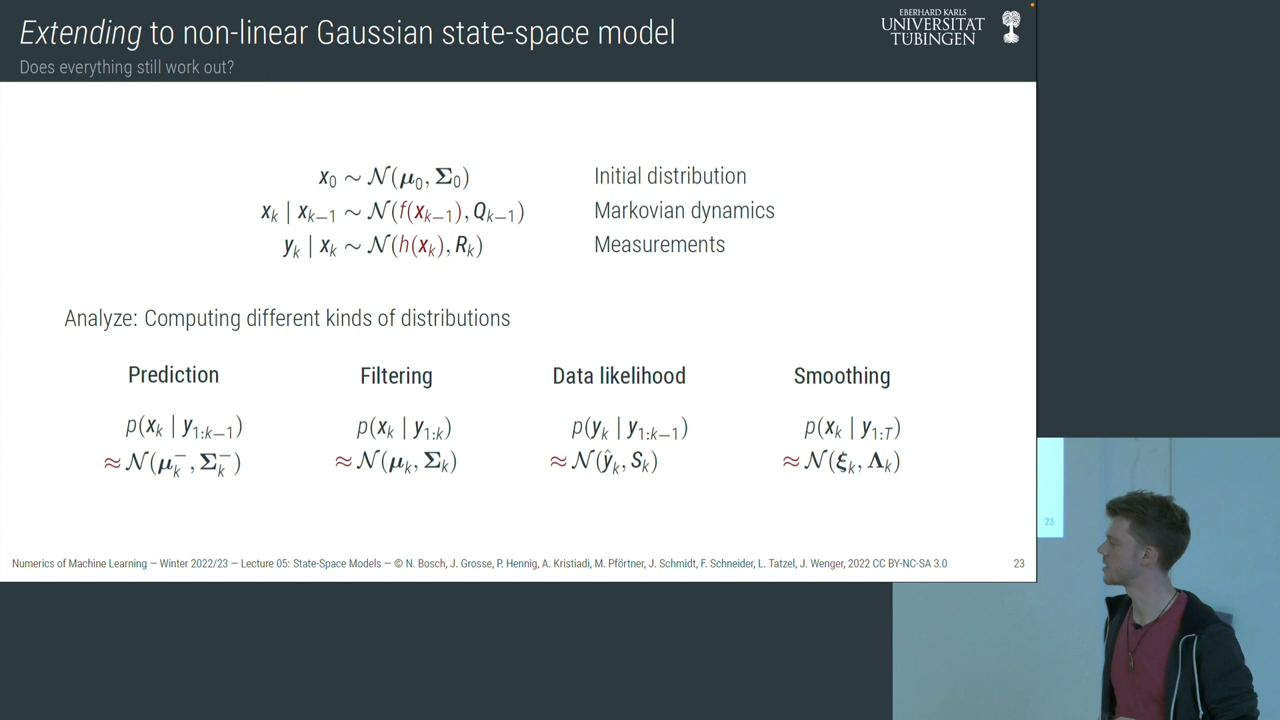 Extending to non-linear Gaussian state-space model
Does everything still work out?
EBERHARD KARLS
UNIVERSITÄT
TÜBINGEN
x₀ ∼ 𝒩(μ₀, Σ₀) Initial distribution
xₖ | xₖ₋₁ ∼ 𝒩(f(xₖ₋₁), Qₖ₋₁) Markovian dynamics
yₖ | xₖ ∼ 𝒩(h(xₖ), Rₖ) Measurements
Analyze: Computing different kinds of distributions
Prediction Filtering Data likelihood Smoothing
p(xₖ | y₁:ₖ₋₁) p(xₖ | y₁:ₖ) p(yₖ | y₁:ₖ₋₁) p(xₖ | y₁:T)
≈ 𝒩(μₖ⁻, Σₖ⁻) ≈ 𝒩(μₖ, Σₖ) ≈ 𝒩(ŷₖ, Sₖ) ≈ 𝒩(ξₖ, Λₖ)
Numerics of Machine Learning — Winter 2022/23 — Lecture 05: State-Space Models — © N. Bosch, J. Grosse, P. Hennig, A. Kristiadi, M. Pförtner, J. Schmidt, F. Schneider, L. Tatzel, J. Wenger, 2022 CC BY-NC-SA 3.0 23
23